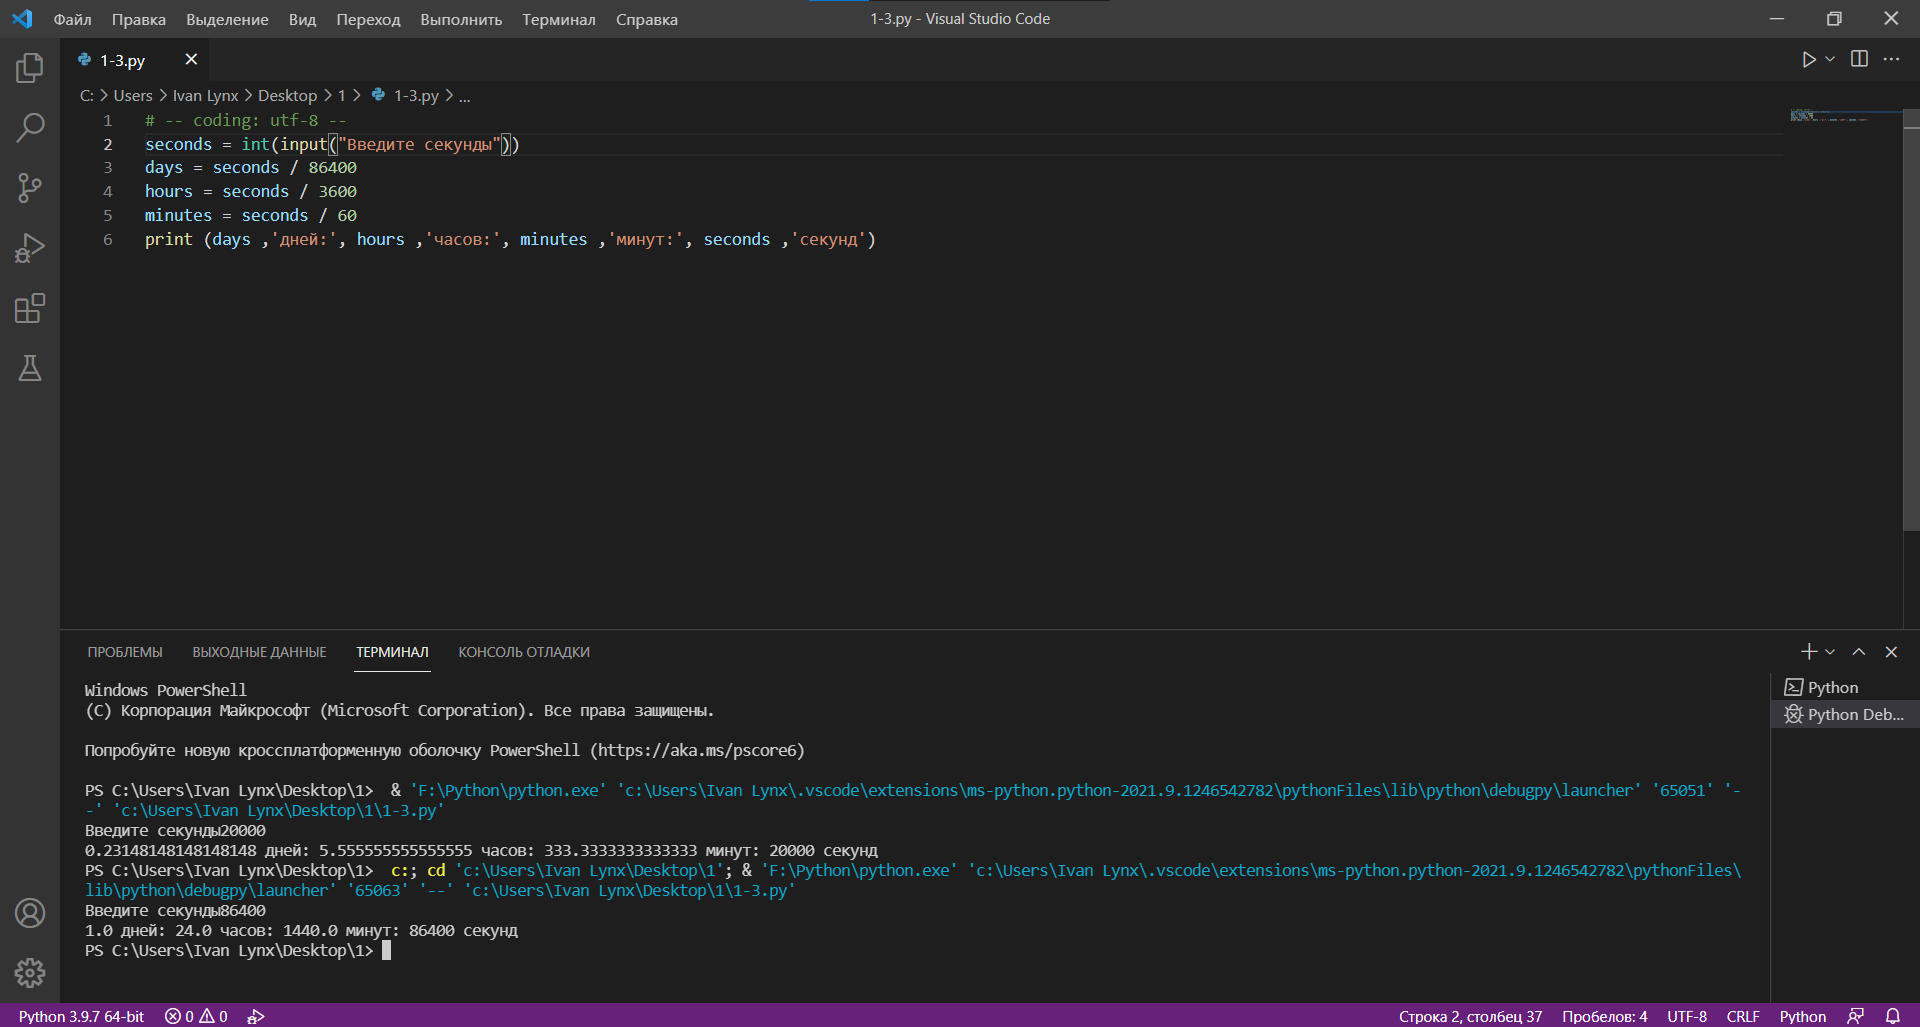 Файл Правка Выделение Вид Переход Выполнить Терминал Справка 1-3.py - Visual Studio Code
1-3.py
C: > Users > Ivan Lynx > Desktop > 1 > 1-3.py > ...
1 # -- coding: utf-8 --
2 seconds = int(input("Введите секунды"))
3 days = seconds / 86400
4 hours = seconds / 3600
5 minutes = seconds / 60
6 print (days ,'дней:', hours ,'часов:', minutes ,'минут:', seconds ,'секунд')
ПРОБЛЕМЫ ВЫХОДНЫЕ ДАННЫЕ ТЕРМИНАЛ КОНСОЛЬ ОТЛАДКИ
Windows PowerShell
(C) Корпорация Майкрософт (Microsoft Corporation). Все права защищены.
Попробуйте новую кроссплатформенную оболочку PowerShell (https://aka.ms/pscore6)
PS C:\Users\Ivan Lynx\Desktop\1>  & 'F:\Python\python.exe' 'c:\Users\Ivan Lynx\.vscode\extensions\ms-python.python-2021.9.1246542782\pythonFiles\lib\python\debugpy\launcher' '65051' '-
-' 'c:\Users\Ivan Lynx\Desktop\1\1-3.py'
Введите секунды20000
0.23148148148148148 дней: 5.555555555555555 часов: 333.3333333333333 минут: 20000 секунд
PS C:\Users\Ivan Lynx\Desktop\1>  c:; cd 'c:\Users\Ivan Lynx\Desktop\1'; & 'F:\Python\python.exe' 'c:\Users\Ivan Lynx\.vscode\extensions\ms-python.python-2021.9.1246542782\pythonFiles\
lib\python\debugpy\launcher' '65063' '--' 'c:\Users\Ivan Lynx\Desktop\1\1-3.py'
Введите секунды86400
1.0 дней: 24.0 часов: 1440.0 минут: 86400 секунд
PS C:\Users\Ivan Lynx\Desktop\1>
Python
Python Deb...
Python 3.9.7 64-bit 0 0 Строка 2, столбец 37 Пробелов: 4 UTF-8 CRLF Python